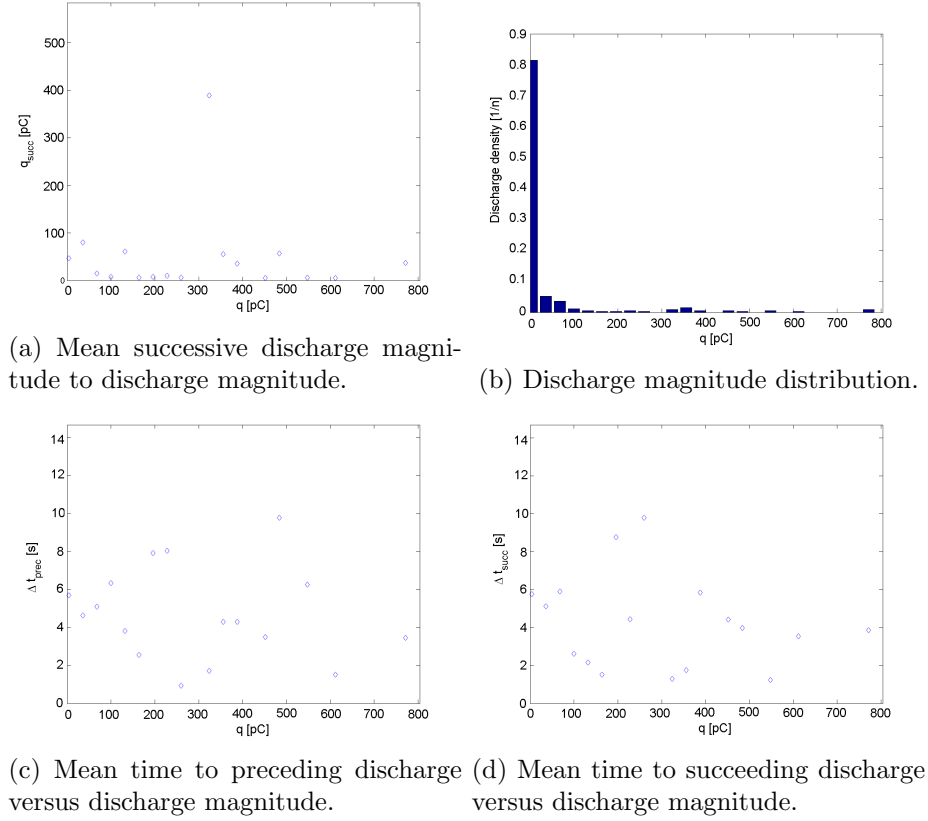 500
400
300
200
100
0
q_succ [pC]
0 100 200 300 400 500 600 700 800
q [pC]
(a) Mean successive discharge magni-
tude to discharge magnitude.
0.9
0.8
0.7
0.6
0.5
0.4
0.3
0.2
0.1
0
Discharge density [1/n]
0 100 200 300 400 500 600 700 800
q [pC]
(b) Discharge magnitude distribution.
14
12
10
8
6
4
2
0
Δ t_prec [s]
0 100 200 300 400 500 600 700 800
q [pC]
(c) Mean time to preceding discharge
versus discharge magnitude.
14
12
10
8
6
4
2
0
Δ t_succ [s]
0 100 200 300 400 500 600 700 800
q [pC]
(d) Mean time to succeeding discharge
versus discharge magnitude.